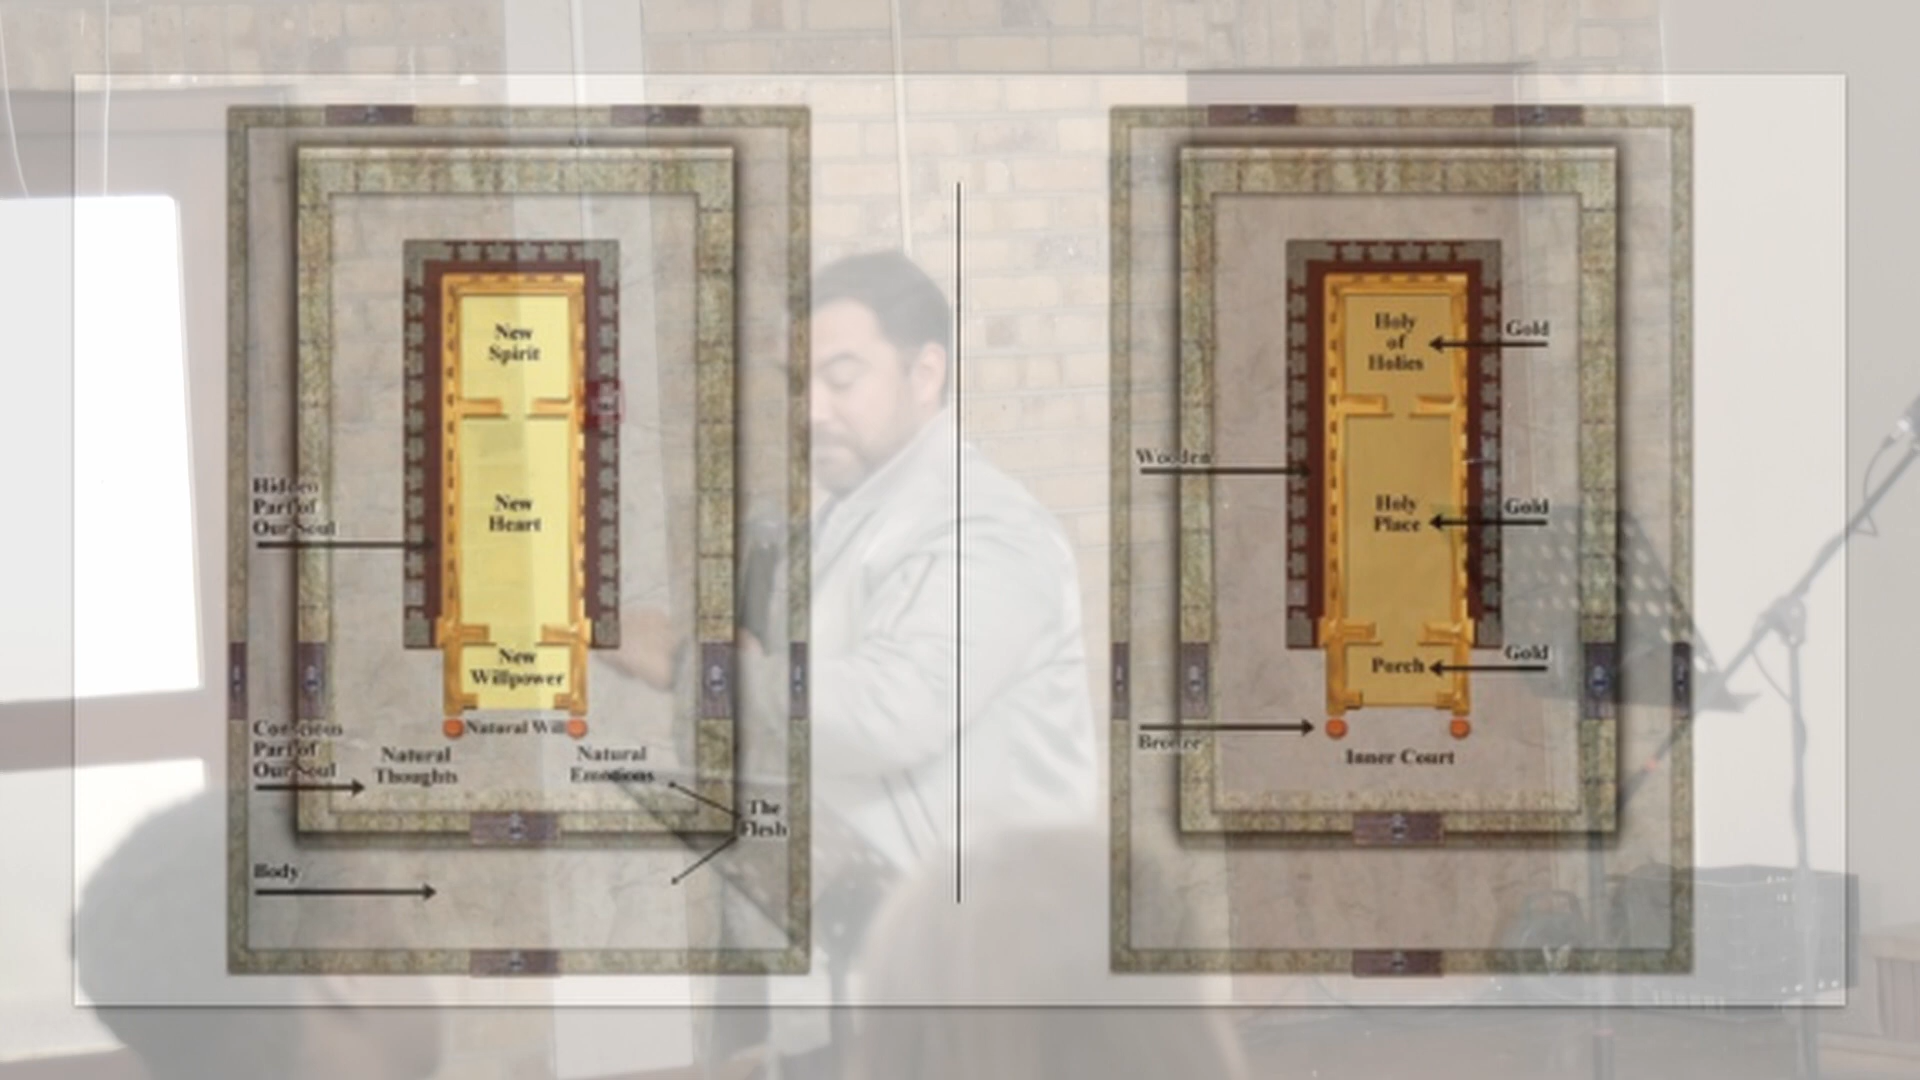 New
Spirit
New
Heart
Hidden
Part of
Our Soul
New
Willpower
Natural Will
Conscious
Part of
Our Soul
Natural
Thoughts
Natural
Emotions
The
Flesh
Body
Holy
of
Holies
Gold
Wooden
Holy
Place
Gold
Porch
Gold
Bronze
Inner Court